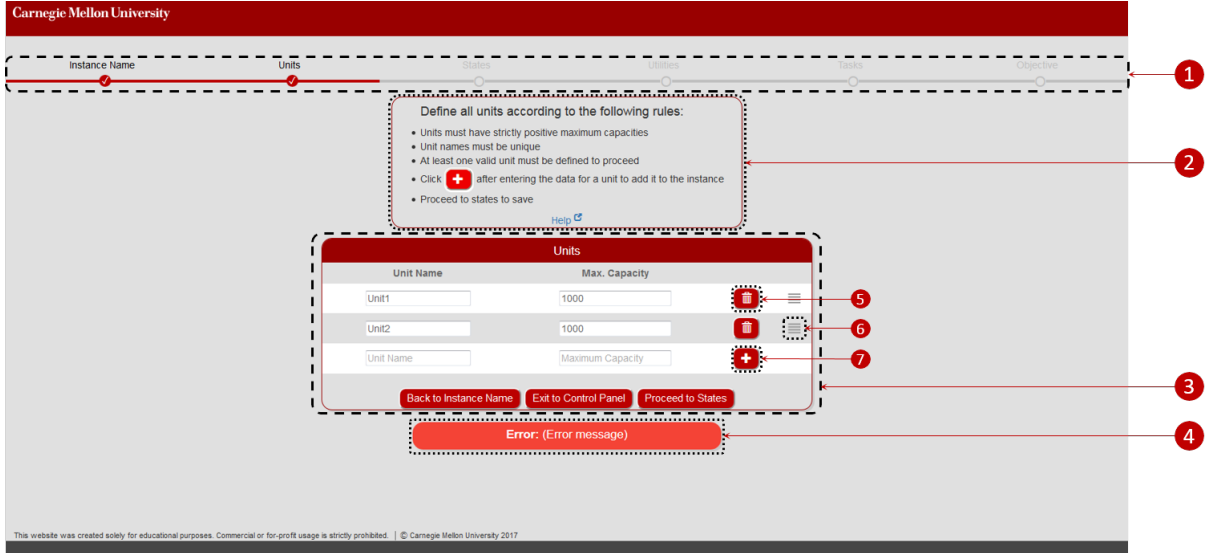 Carnegie Mellon University
Instance Name Units States Utilities Tasks Objective
1
Define all units according to the following rules:
• Units must have strictly positive maximum capacities
• Unit names must be unique
• At least one valid unit must be defined to proceed
2
• Click + after entering the data for a unit to add it to the instance
• Proceed to states to save
Help
Units
Unit Name Max. Capacity
Unit1 1000 5
Unit2 1000 6
Unit Name Maximum Capacity + 7
3
Back to Instance Name Exit to Control Panel Proceed to States
Error: (Error message) 4
This website was created solely for educational purposes. Commercial or for-profit usage is strictly prohibited. | © Carnegie Mellon University 2017